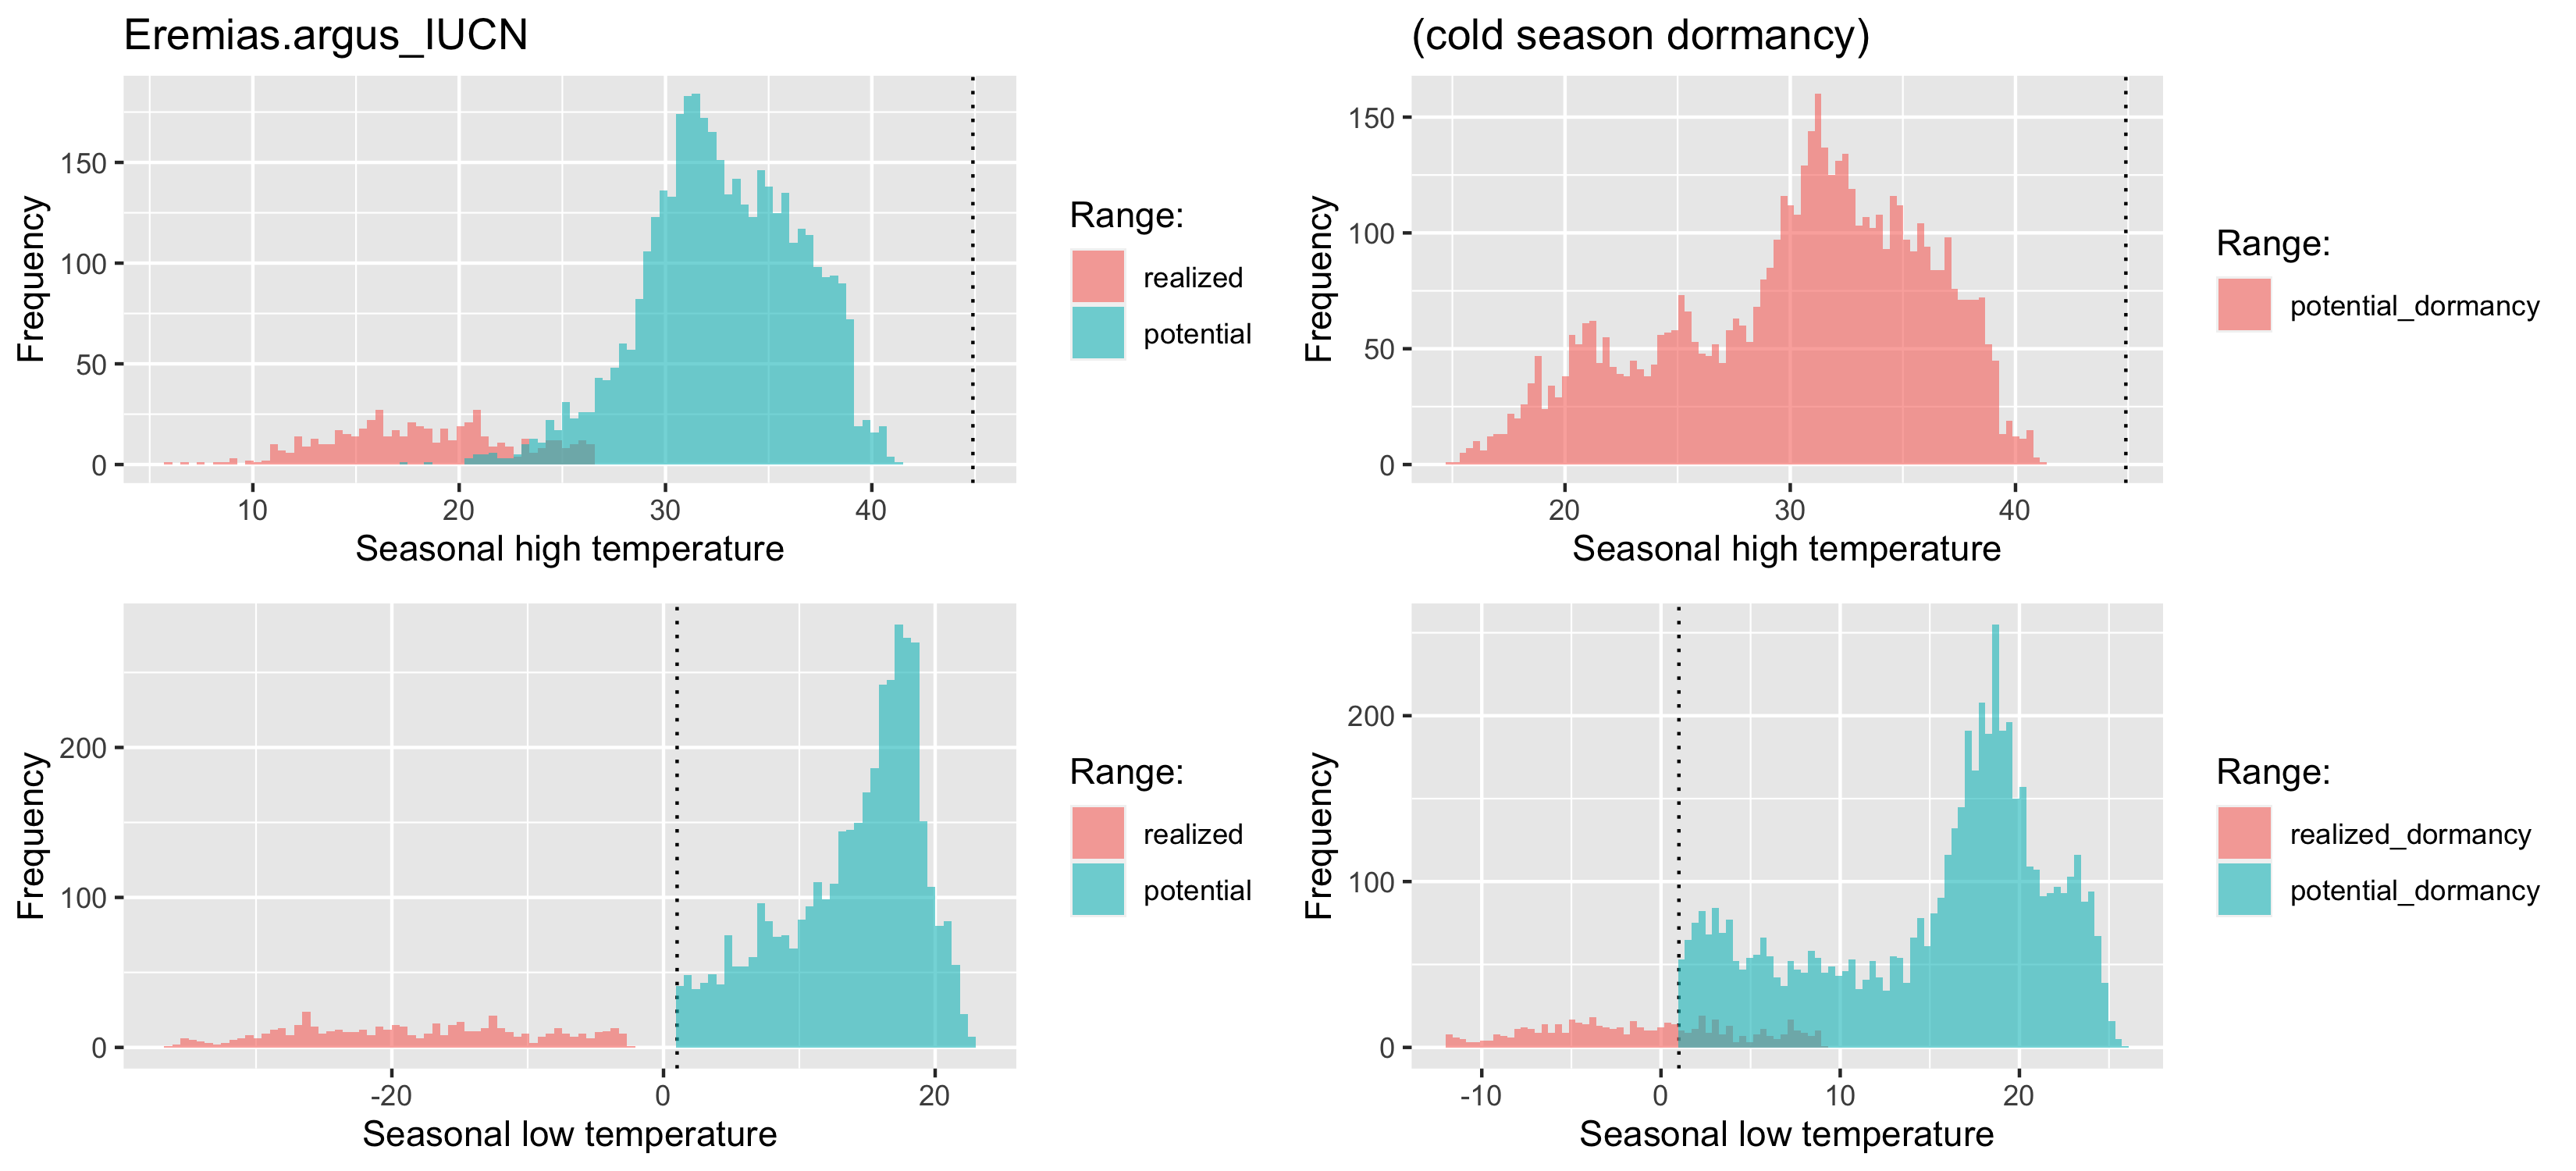 Eremias.argus_IUCN
(cold season dormancy)
Frequency
150
100
50
0
10 20 30 40
Seasonal high temperature
Range:
realized
potential
Frequency
150
100
50
0
20 30 40
Seasonal high temperature
Range:
potential_dormancy
Frequency
200
100
0
-20 0 20
Seasonal low temperature
Range:
realized
potential
Frequency
200
100
0
-10 0 10 20
Seasonal low temperature
Range:
realized_dormancy
potential_dormancy